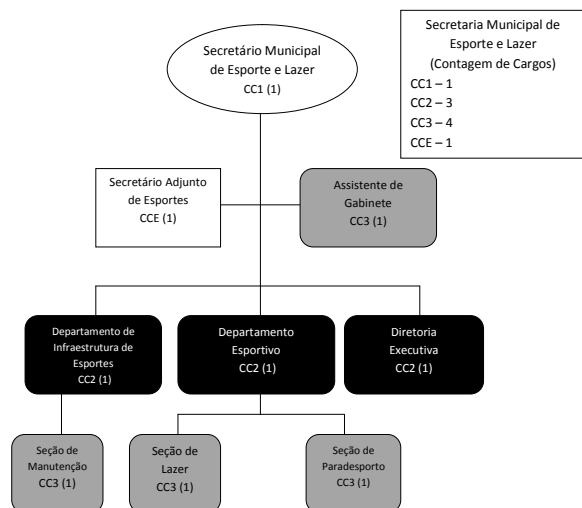 Secretário Municipal
de Esporte e Lazer
CC1 (1)
Secretaria Municipal de
Esporte e Lazer
(Contagem de Cargos)
CC1 – 1
CC2 – 3
CC3 – 4
CCE – 1
Secretário Adjunto
de Esportes
CCE (1)
Assistente de
Gabinete
CC3 (1)
Departamento de
Infraestrutura de
Esportes
CC2 (1)
Departamento
Esportivo
CC2 (1)
Diretoria
Executiva
CC2 (1)
Seção de
Manutenção
CC3 (1)
Seção de
Lazer
CC3 (1)
Seção de
Paradesporto
CC3 (1)